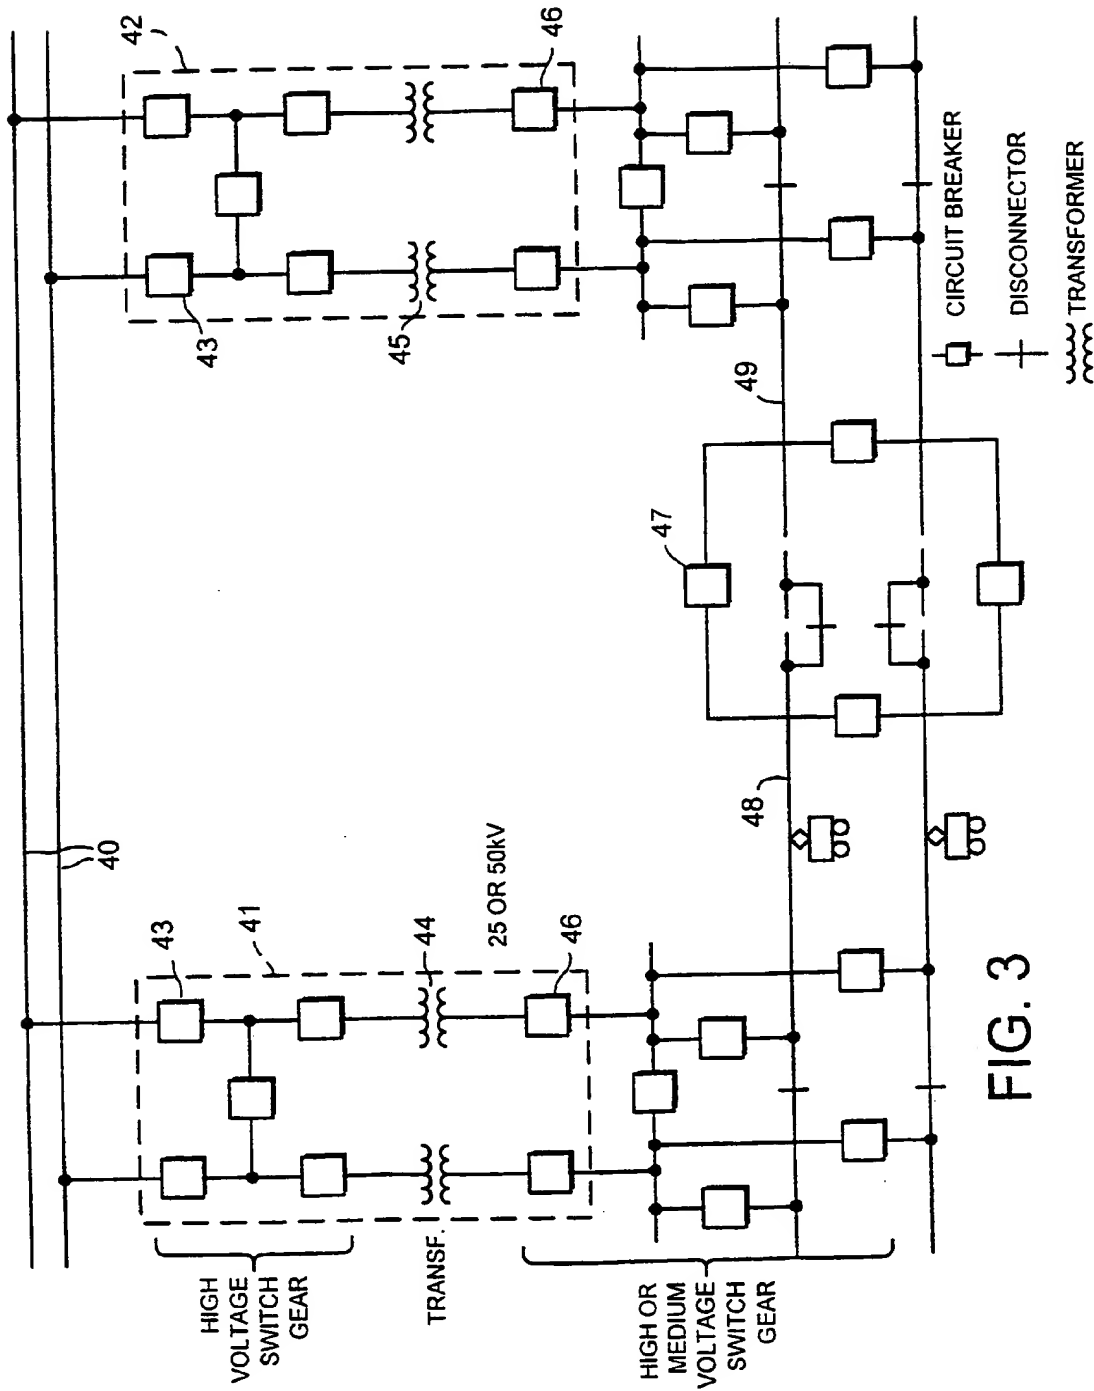 HIGH
VOLTAGE
SWITCH
GEAR
TRANSF.
HIGH OR
MEDIUM
VOLTAGE
SWITCH
GEAR
40
43
41
44
25 OR 50kV
46
48
47
49
42
43
45
46
CIRCUIT BREAKER
DISCONNECTOR
TRANSFORMER
FIG. 3